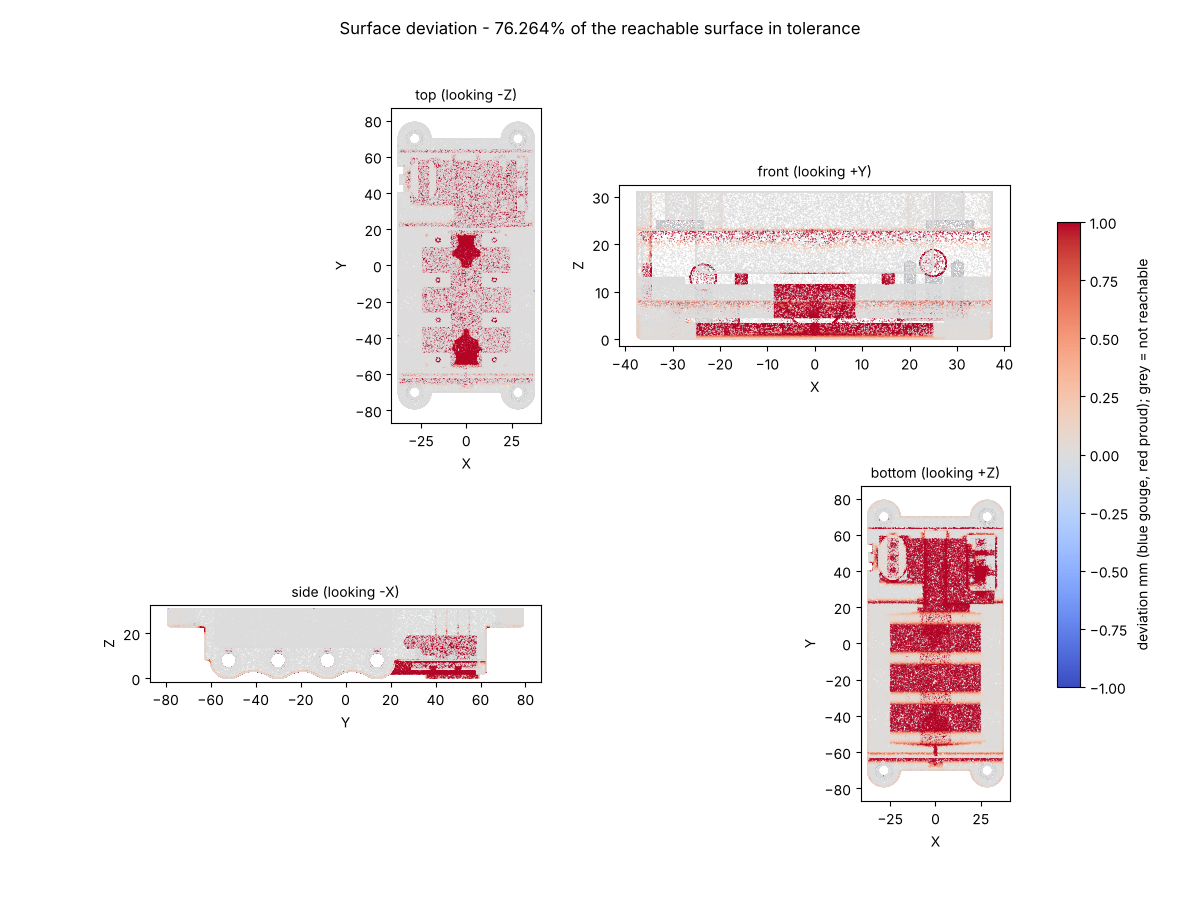 Surface deviation - 76.264% of the reachable surface in tolerance
top (looking -Z)
80
60
40
20
0
−20
−40
−60
−80
Y
−25 0 25
X
front (looking +Y)
30
20
10
0
Z
−40 −30 −20 −10 0 10 20 30 40
X
side (looking -X)
20
0
Z
−80 −60 −40 −20 0 20 40 60 80
Y
bottom (looking +Z)
80
60
40
20
0
−20
−40
−60
−80
Y
−25 0 25
X
1.00
0.75
0.50
0.25
0.00
−0.25
−0.50
−0.75
−1.00
deviation mm (blue gouge, red proud); grey = not reachable